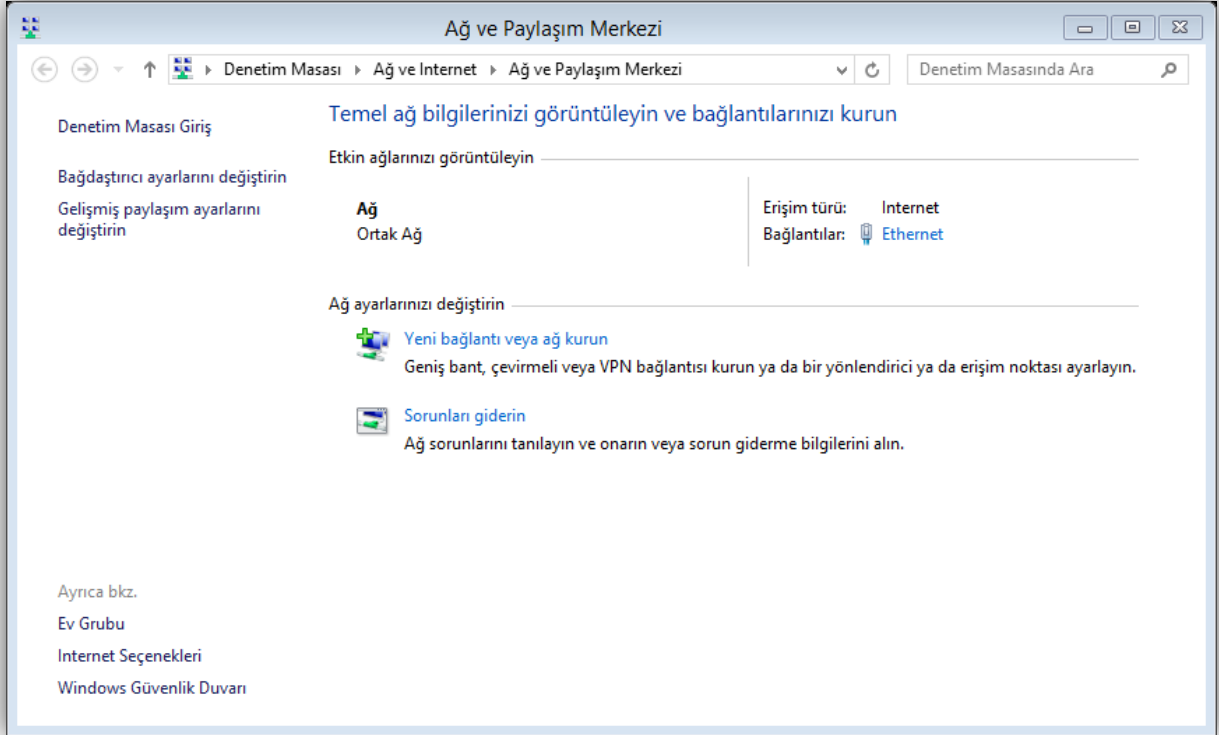 Ağ ve Paylaşım Merkezi
Denetim Masası Ağ ve Internet Ağ ve Paylaşım Merkezi
Denetim Masasında Ara
Denetim Masası Giriş
Bağdaştırıcı ayarlarını değiştirin
Gelişmiş paylaşım ayarlarını
değiştirin
Temel ağ bilgilerinizi görüntüleyin ve bağlantılarınızı kurun
Etkin ağlarınızı görüntüleyin
Ağ
Ortak Ağ
Erişim türü: Internet
Bağlantılar: Ethernet
Ağ ayarlarınızı değiştirin
Yeni bağlantı veya ağ kurun
Geniş bant, çevirmeli veya VPN bağlantısı kurun ya da bir yönlendirici ya da erişim noktası ayarlayın.
Sorunları giderin
Ağ sorunlarını tanılayın ve onarın veya sorun giderme bilgilerini alın.
Ayrıca bkz.
Ev Grubu
Internet Seçenekleri
Windows Güvenlik Duvarı